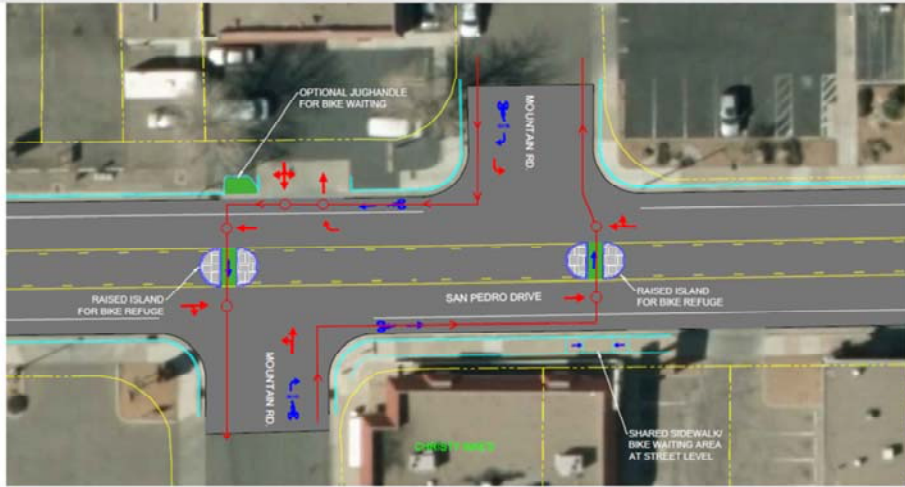 OPTIONAL JUGHANDLE
FOR BIKE WAITING
MOUNTAIN RD.
RAISED ISLAND
FOR BIKE REFUGE
SAN PEDRO DRIVE
RAISED ISLAND
FOR BIKE REFUGE
MOUNTAIN RD.
SHARED SIDEWALK/
BIKE WAITING AREA
AT STREET LEVEL